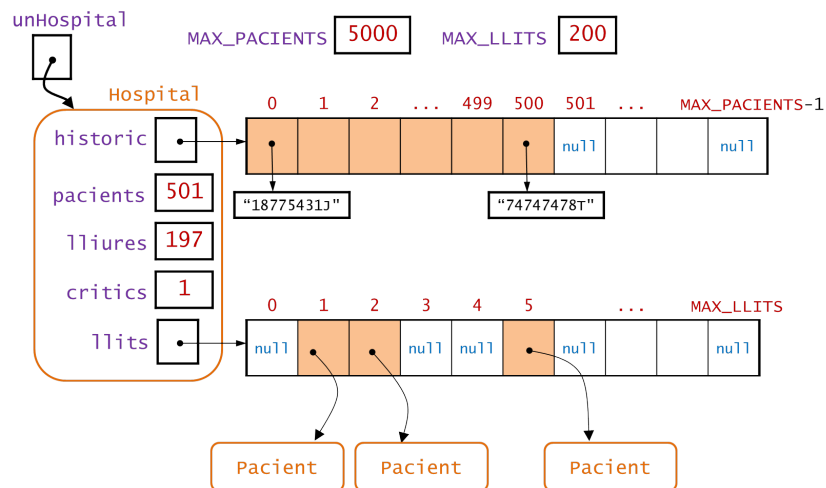 unHospital
MAX_PACIENTS 5000 MAX_LLITS 200
Hospital
0 1 2 ... 499 500 501 ... MAX_PACIENTS-1
historic null null
"18775431J" "74747478T"
pacients 501
lliures 197
critics 1
0 1 2 3 4 5 ... MAX_LLITS
llits null null null null null
Pacient Pacient Pacient